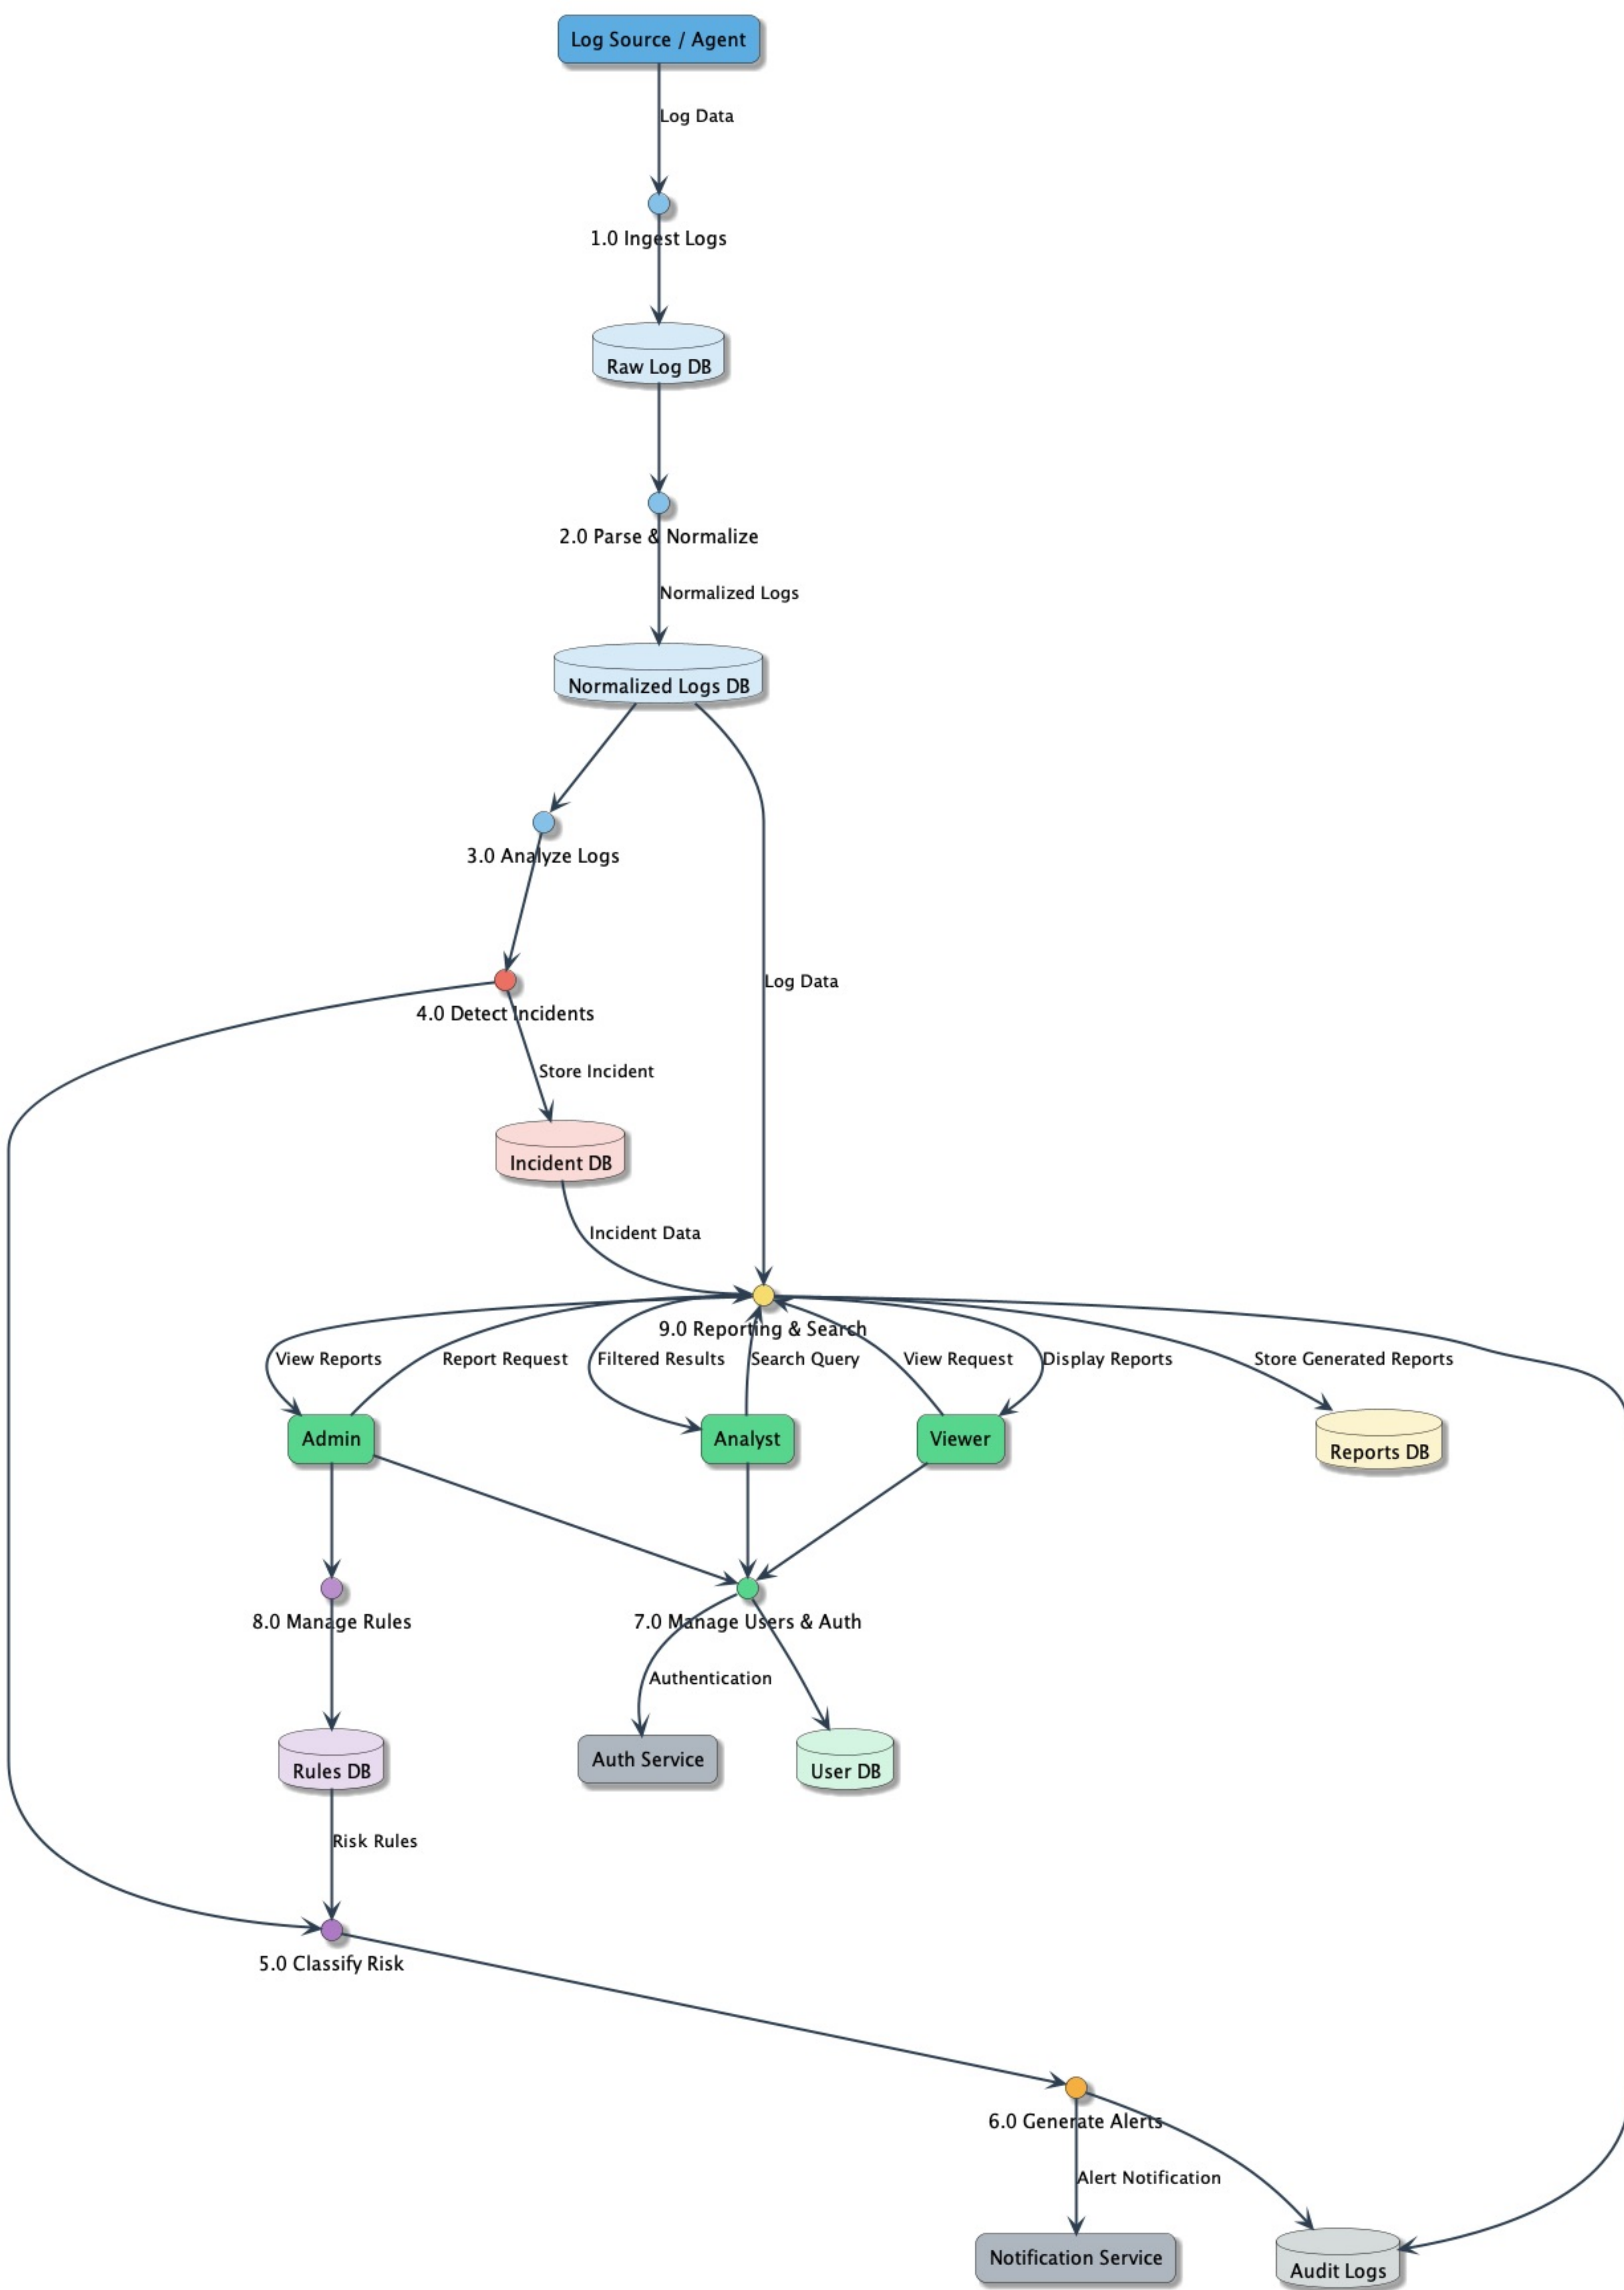 Log Source / Agent
Log Data
1.0 Ingest Logs
Raw Log DB
2.0 Parse & Normalize
Normalized Logs
Normalized Logs DB
3.0 Analyze Logs
Log Data
4.0 Detect Incidents
Store Incident
Incident DB
Incident Data
9.0 Reporting & Search
View Reports
Report Request
Filtered Results
Search Query
View Request
Display Reports
Store Generated Reports
Admin
Analyst
Viewer
Reports DB
8.0 Manage Rules
7.0 Manage Users & Auth
Authentication
Rules DB
Auth Service
User DB
Risk Rules
5.0 Classify Risk
6.0 Generate Alerts
Alert Notification
Notification Service
Audit Logs